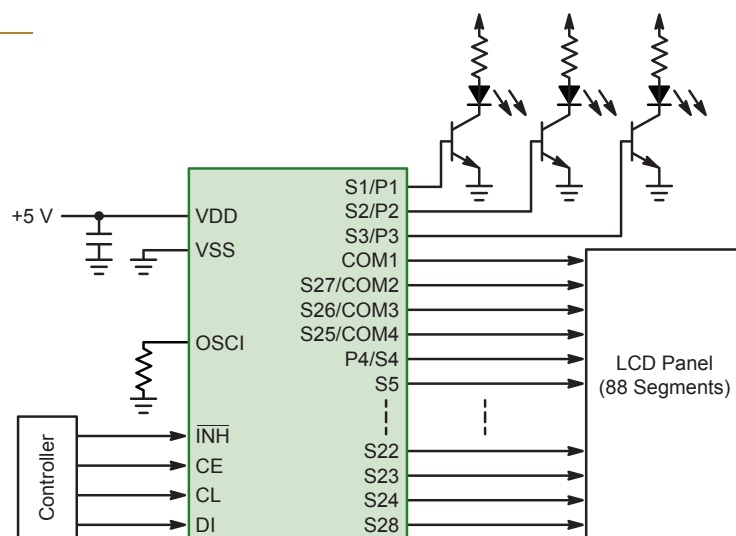 S1/P1
S2/P2
S3/P3
COM1
S27/COM2
S26/COM3
S25/COM4
P4/S4
S5
S22
S23
S24
S28
+5 V
VDD
VSS
OSCI
INH
CE
CL
DI
Controller
LCD Panel
(88 Segments)